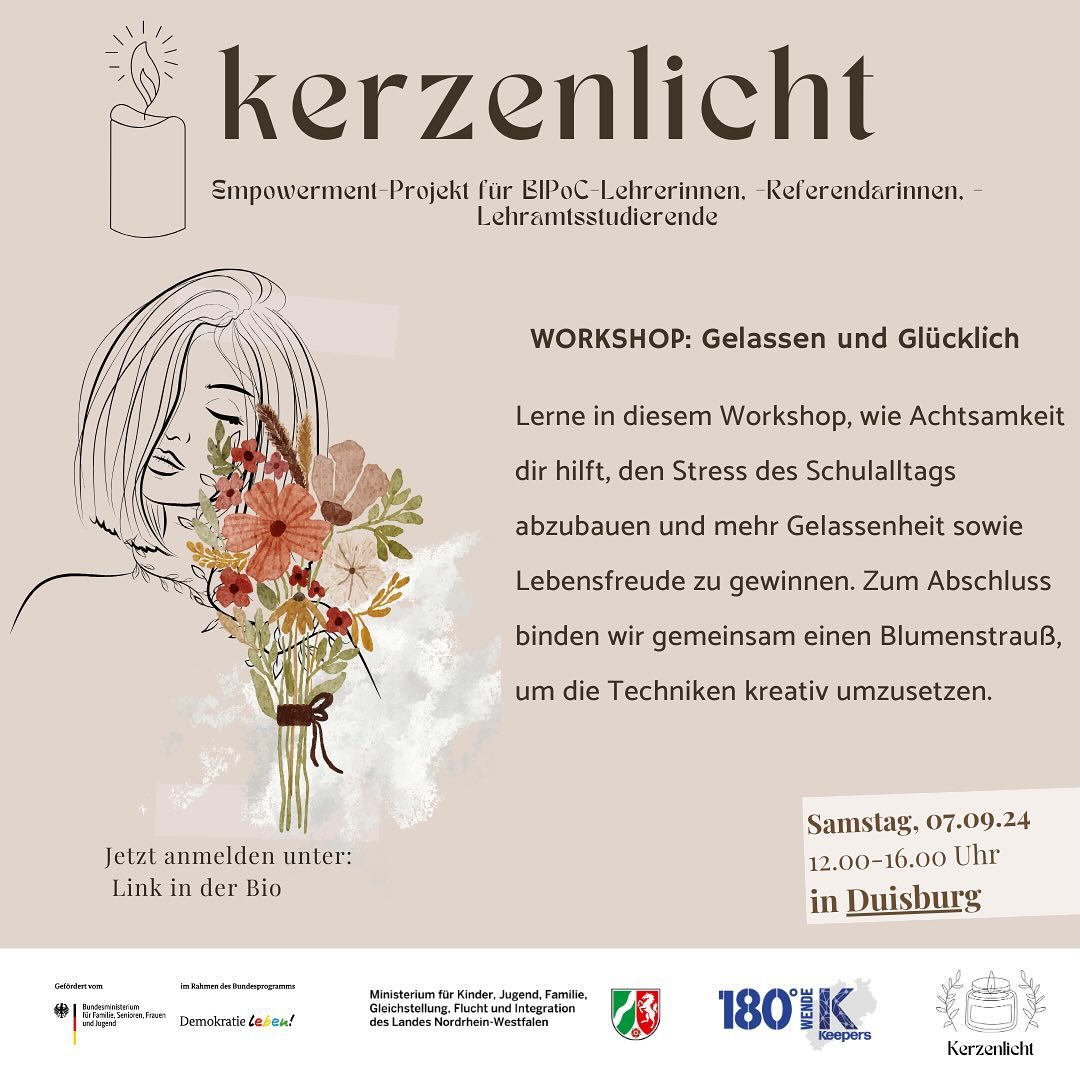 kerzenlicht
Empowerment-Projekt für BIPoC-Lehrerinnen, -Referendarinnen, -
Lehramtsstudierende
WORKSHOP: Gelassen und Glücklich
Lerne in diesem Workshop, wie Achtsamkeit
dir hilft, den Stress des Schulalltags
abzubauen und mehr Gelassenheit sowie
Lebensfreude zu gewinnen. Zum Abschluss
binden wir gemeinsam einen Blumenstrauß,
um die Techniken kreativ umzusetzen.
Samstag, 07.09.24
12.00-16.00 Uhr
in Duisburg
Jetzt anmelden unter:
Link in der Bio
Gefördert vom
Bundesministerium
für Familie, Senioren, Frauen
und Jugend
im Rahmen des Bundesprogramms
Demokratie leben!
Ministerium für Kinder, Jugend, Familie,
Gleichstellung, Flucht und Integration
des Landes Nordrhein-Westfalen
180° WENDE K
Keepers
Kerzenlicht